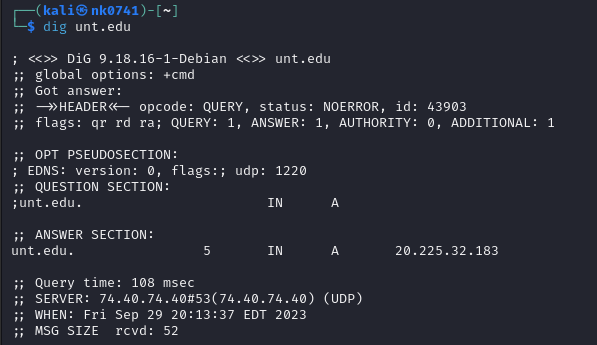 ┌──(kali㉿nk0741)-[~]
└─$ dig unt.edu

; <<>> DiG 9.18.16-1-Debian <<>> unt.edu
;; global options: +cmd
;; Got answer:
;; ->>HEADER<<- opcode: QUERY, status: NOERROR, id: 43903
;; flags: qr rd ra; QUERY: 1, ANSWER: 1, AUTHORITY: 0, ADDITIONAL: 1

;; OPT PSEUDOSECTION:
; EDNS: version: 0, flags:; udp: 1220
;; QUESTION SECTION:
;unt.edu.                       IN      A

;; ANSWER SECTION:
unt.edu.                5       IN      A       20.225.32.183

;; Query time: 108 msec
;; SERVER: 74.40.74.40#53(74.40.74.40) (UDP)
;; WHEN: Fri Sep 29 20:13:37 EDT 2023
;; MSG SIZE  rcvd: 52